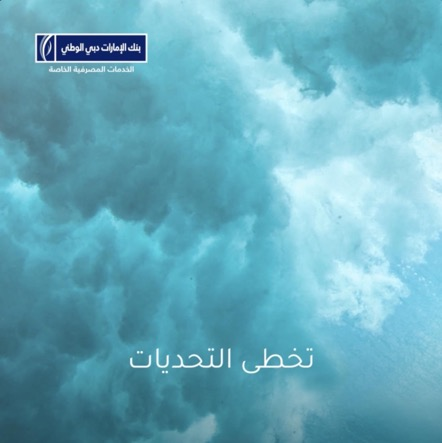 بنك الإمارات دبي الوطني
الخدمات المصرفية الخاصة
تخطى التحديات